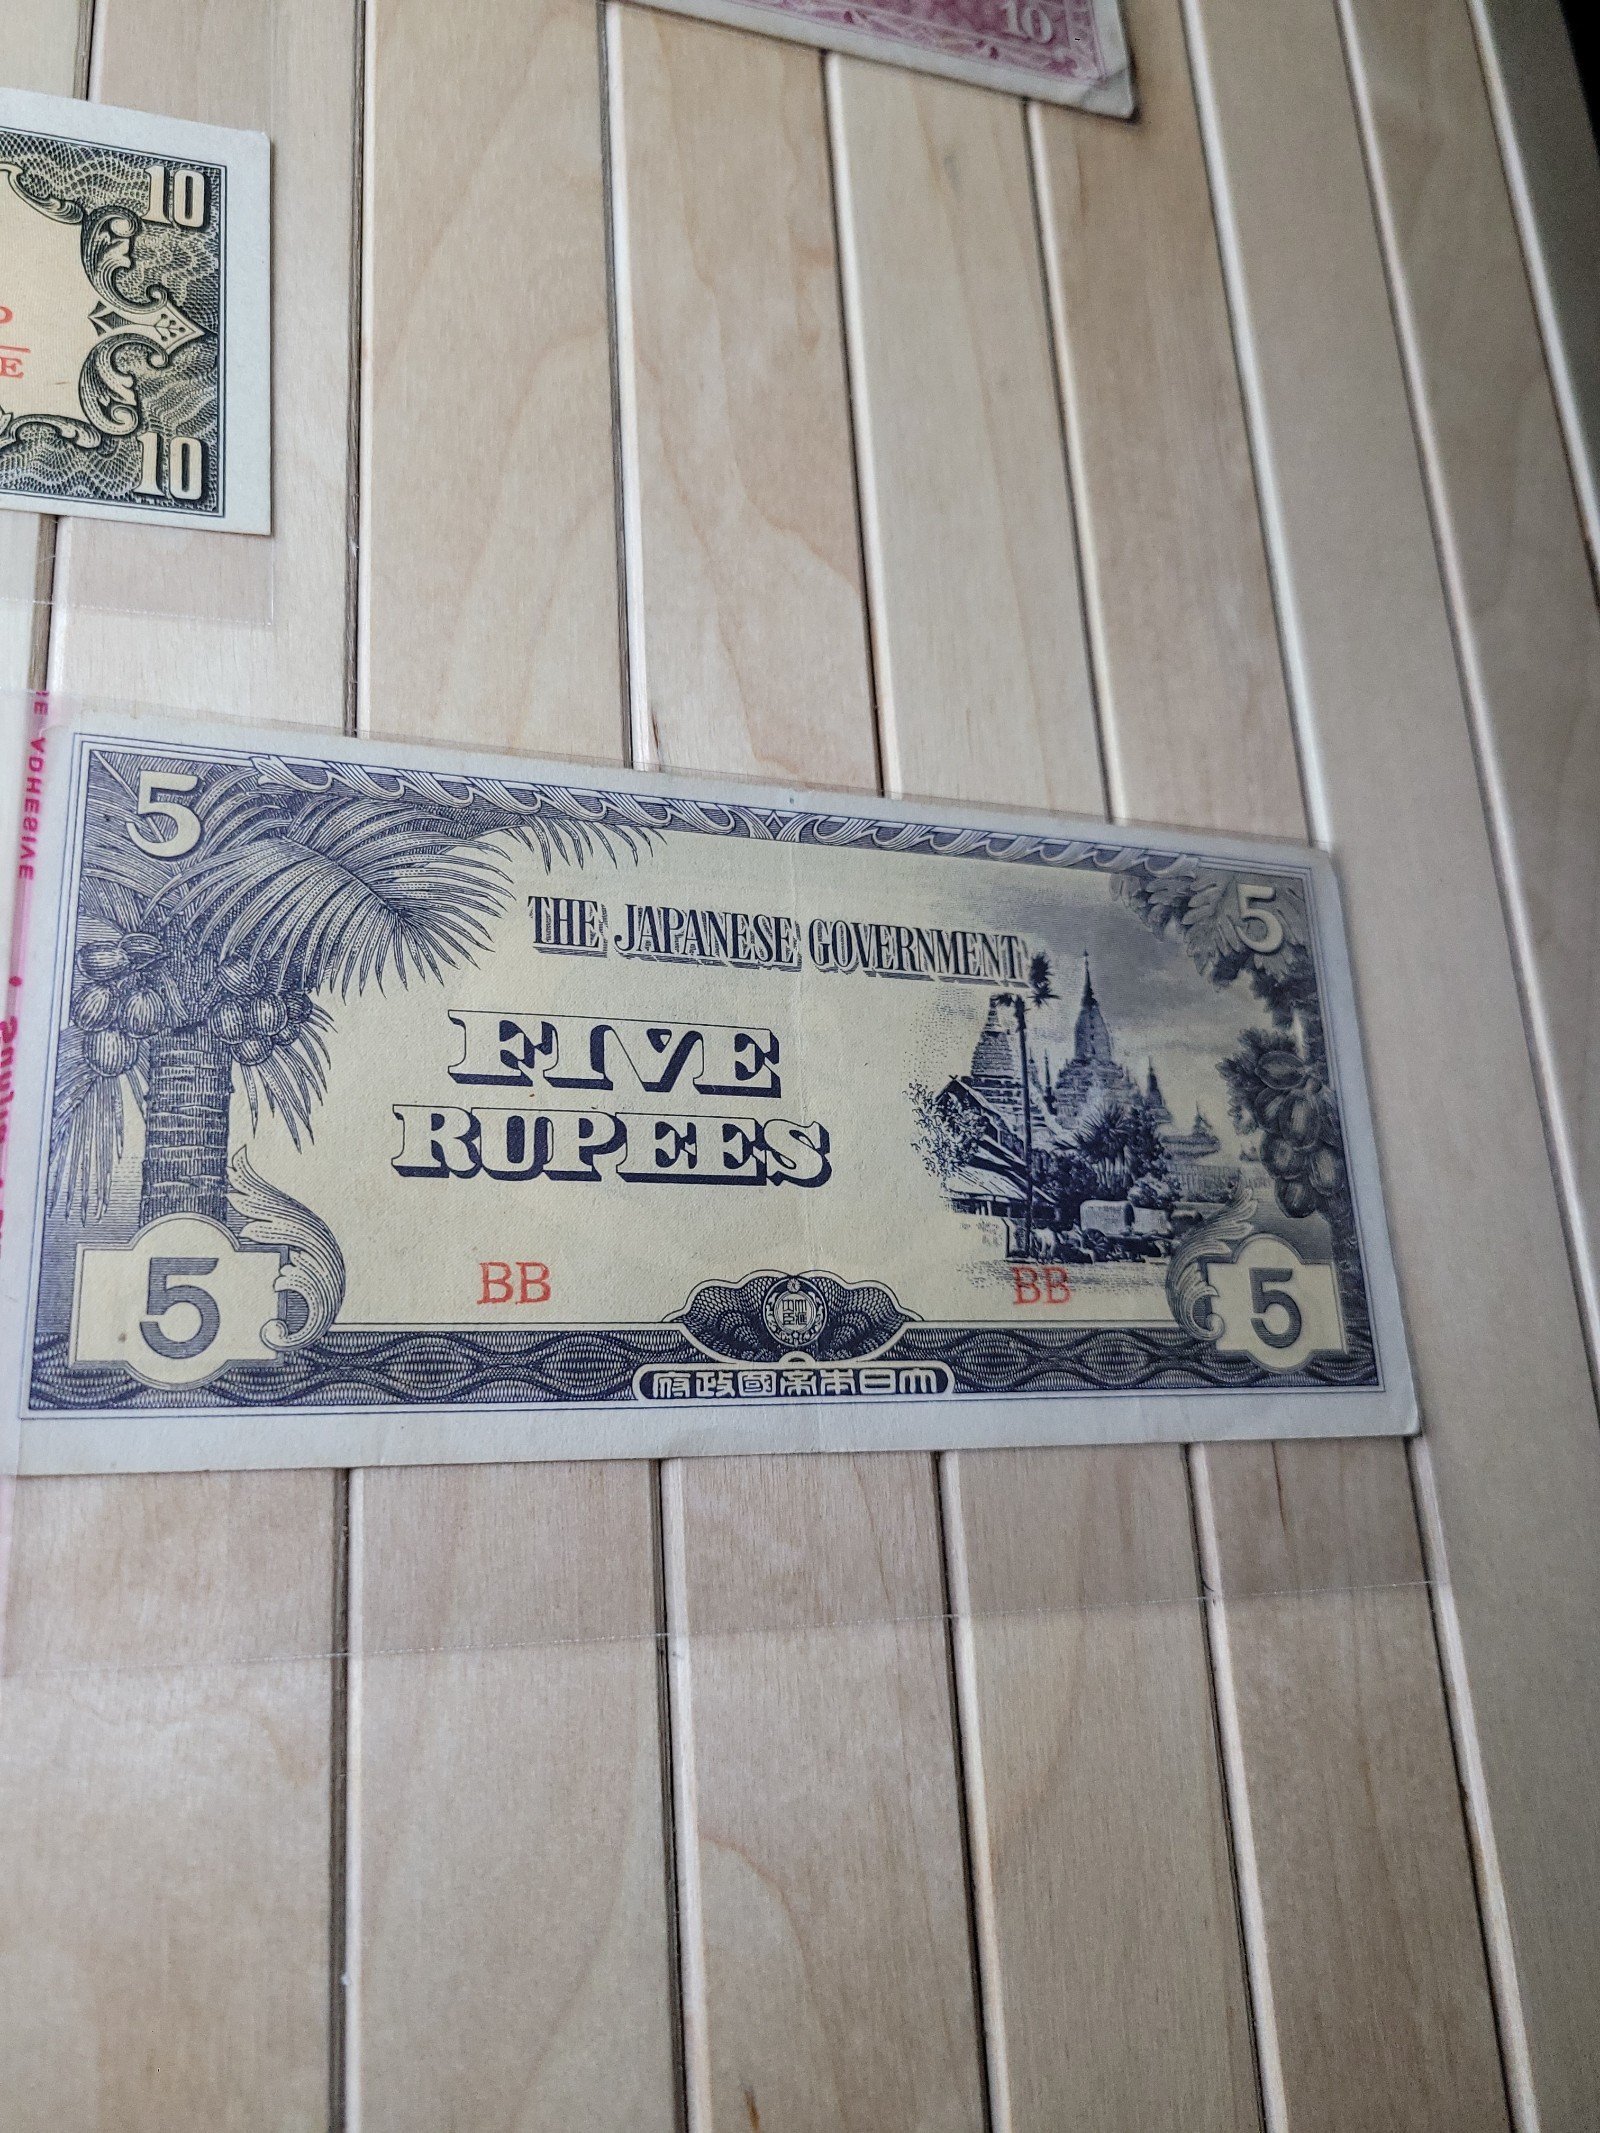 10
10
P
E
10
5
5
THE JAPANESE GOVERNMENT
FIVE
RUPEES
BB
BB
5
5
府政國帝本日大